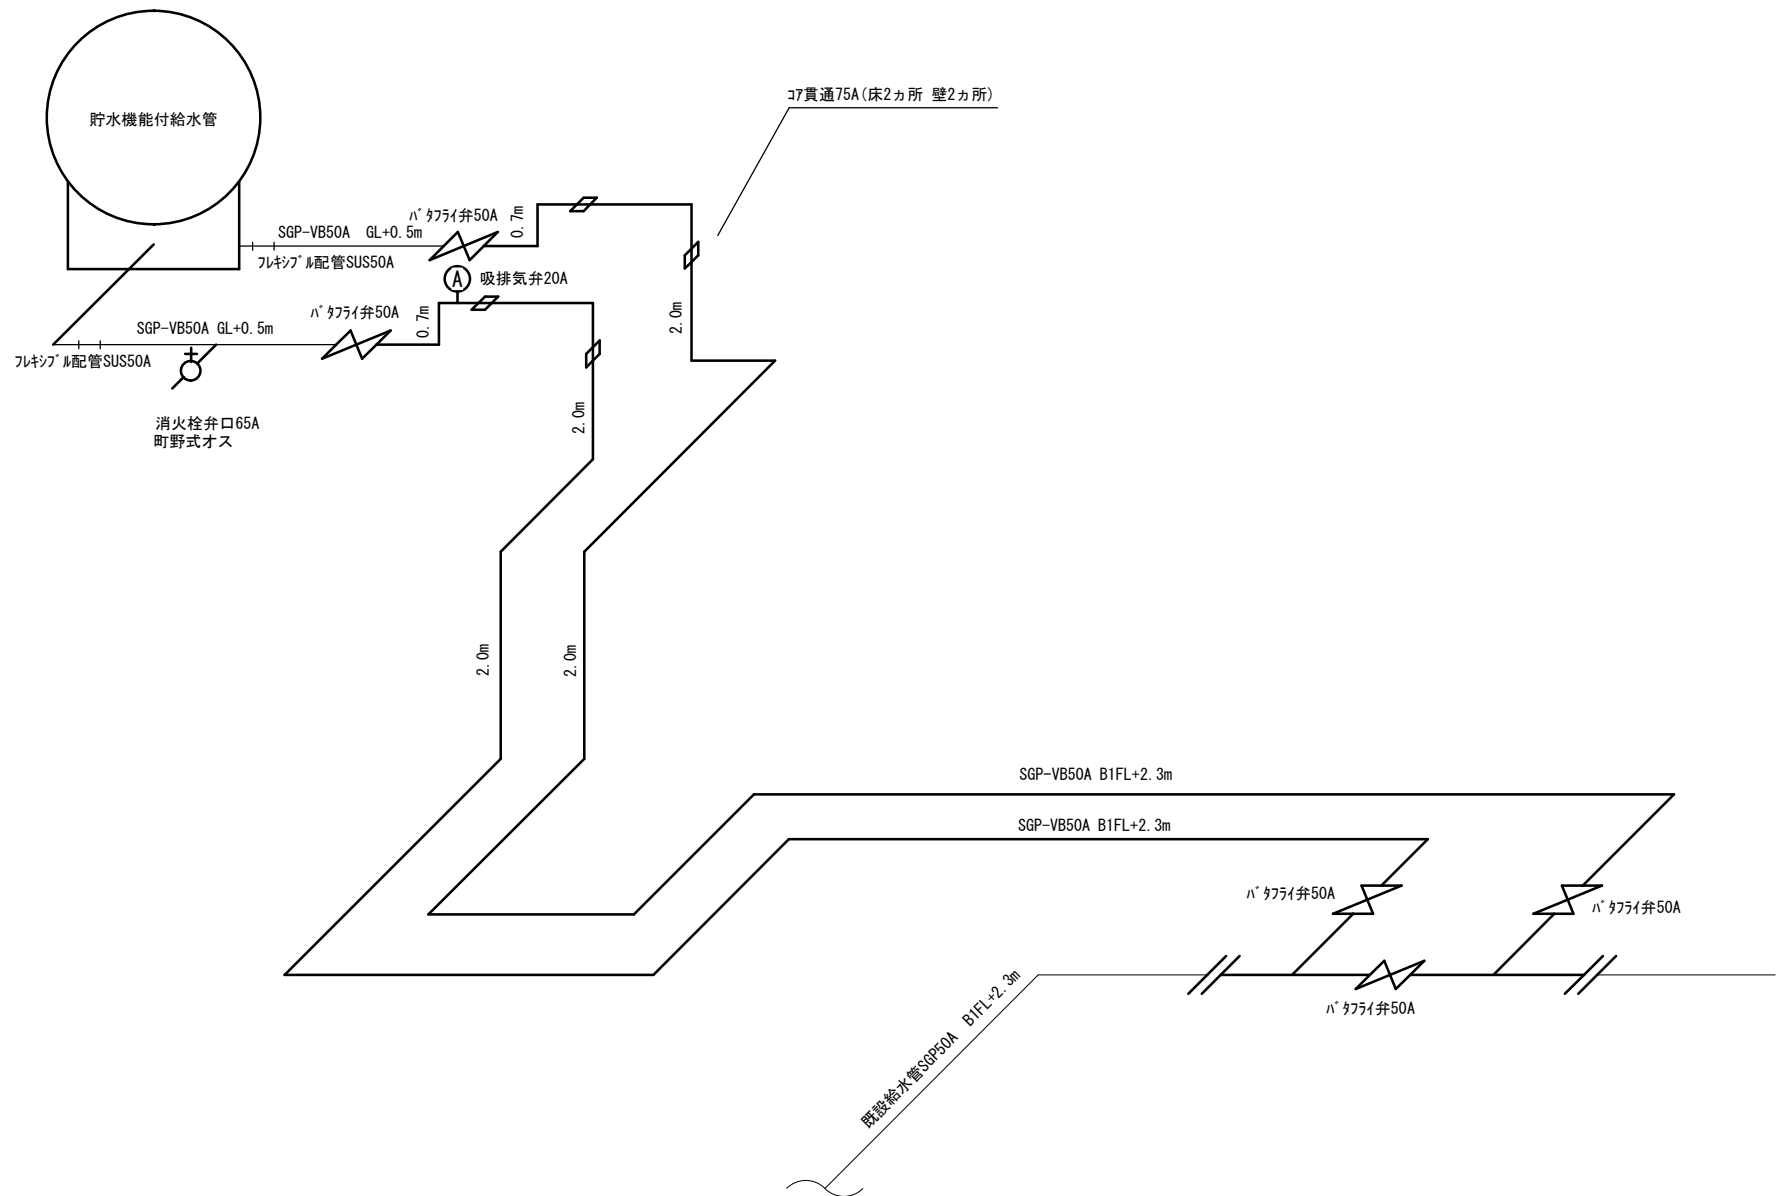 貯水機能付給水管
コア貫通75A(床2ヵ所 壁2ヵ所)
バタフライ弁50A
0.7m
SGP-VB50A GL+0.5m
フレキシブル配管SUS50A
吸排気弁20A
A
バタフライ弁50A
0.7m
2.0m
SGP-VB50A GL+0.5m
フレキシブル配管SUS50A
消火栓弁口65A
町野式オス
2.0m
2.0m
2.0m
SGP-VB50A B1FL+2.3m
SGP-VB50A B1FL+2.3m
バタフライ弁50A
バタフライ弁50A
バタフライ弁50A
既設給水管SGP50A B1FL+2.3m